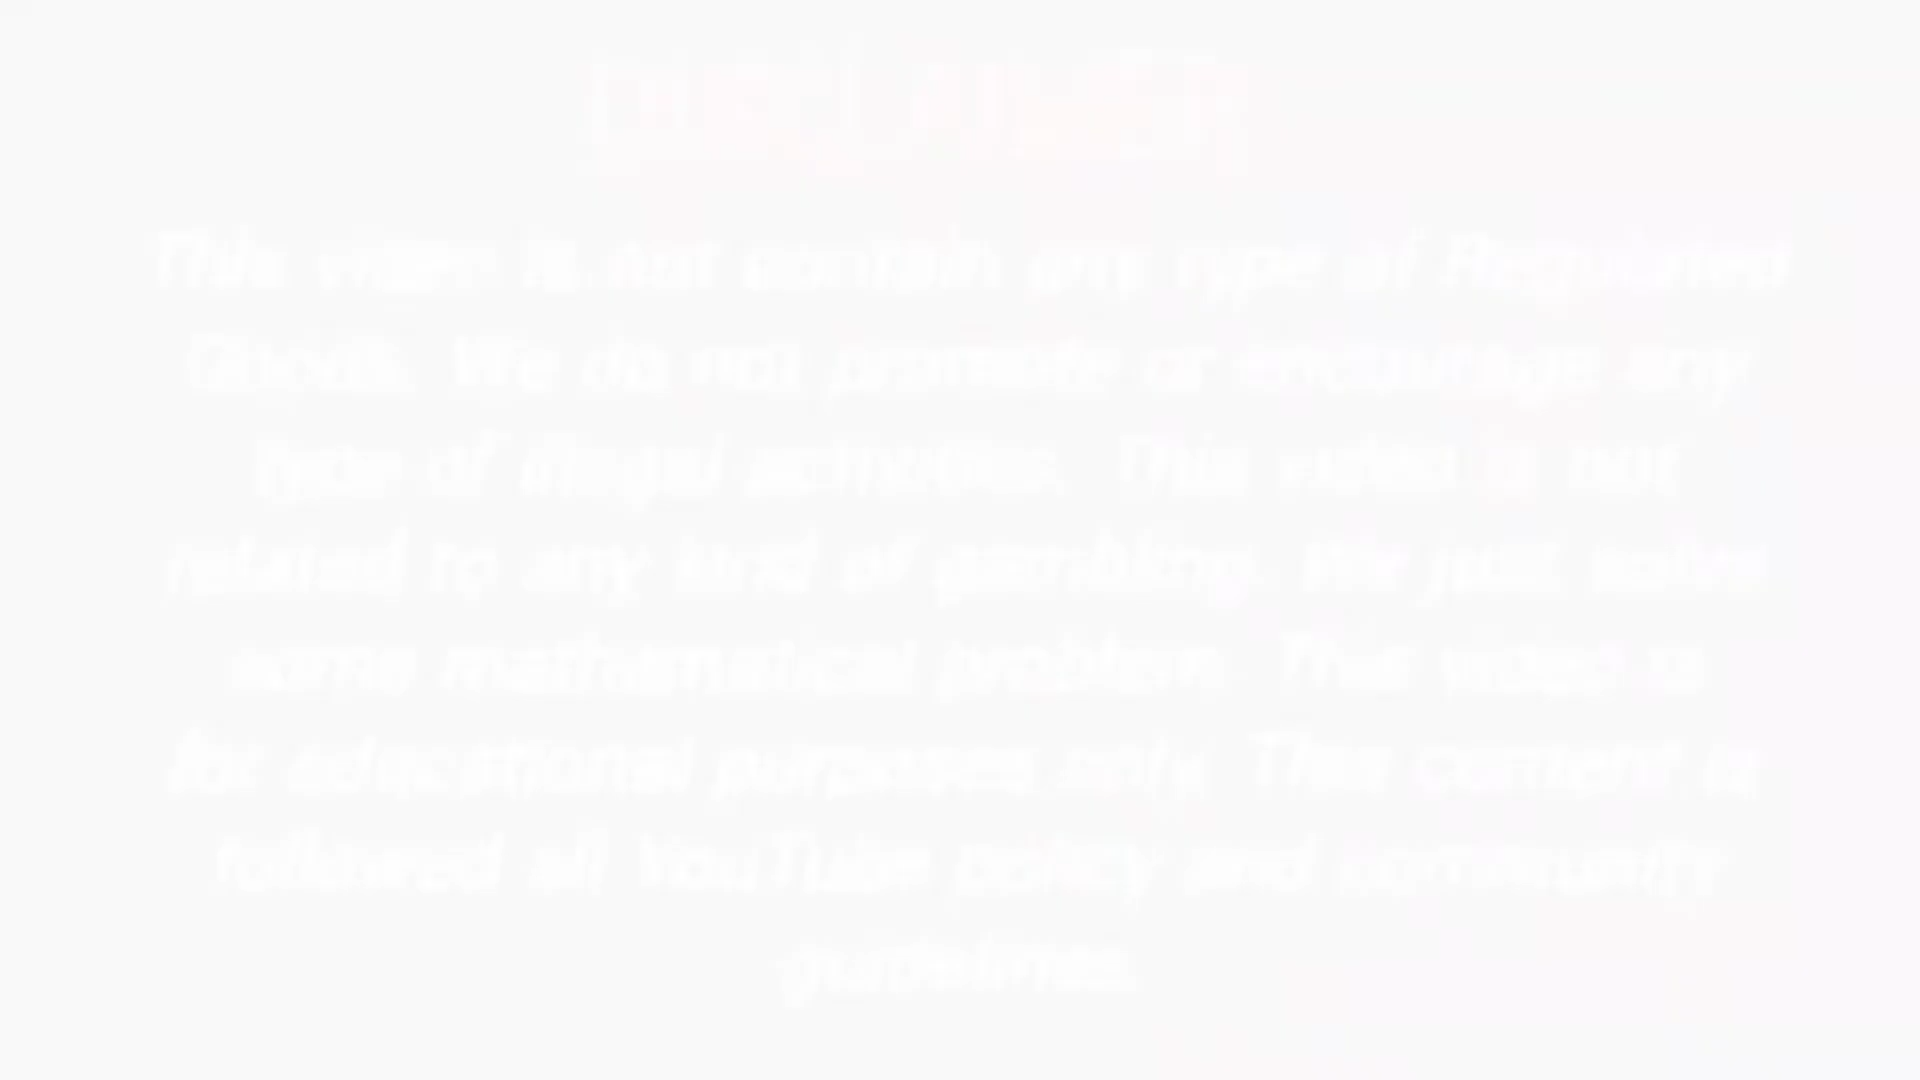 DISCLAIMER
This video is not contain any type of Regulated
Goods. We do not promote or encourage any
type of illegal activities. This video is not
related to any kind of gambling. We just solve
some mathematical problem. This video is
for educational purposes only. This content is
followed all YouTube policy and community
guidelines.